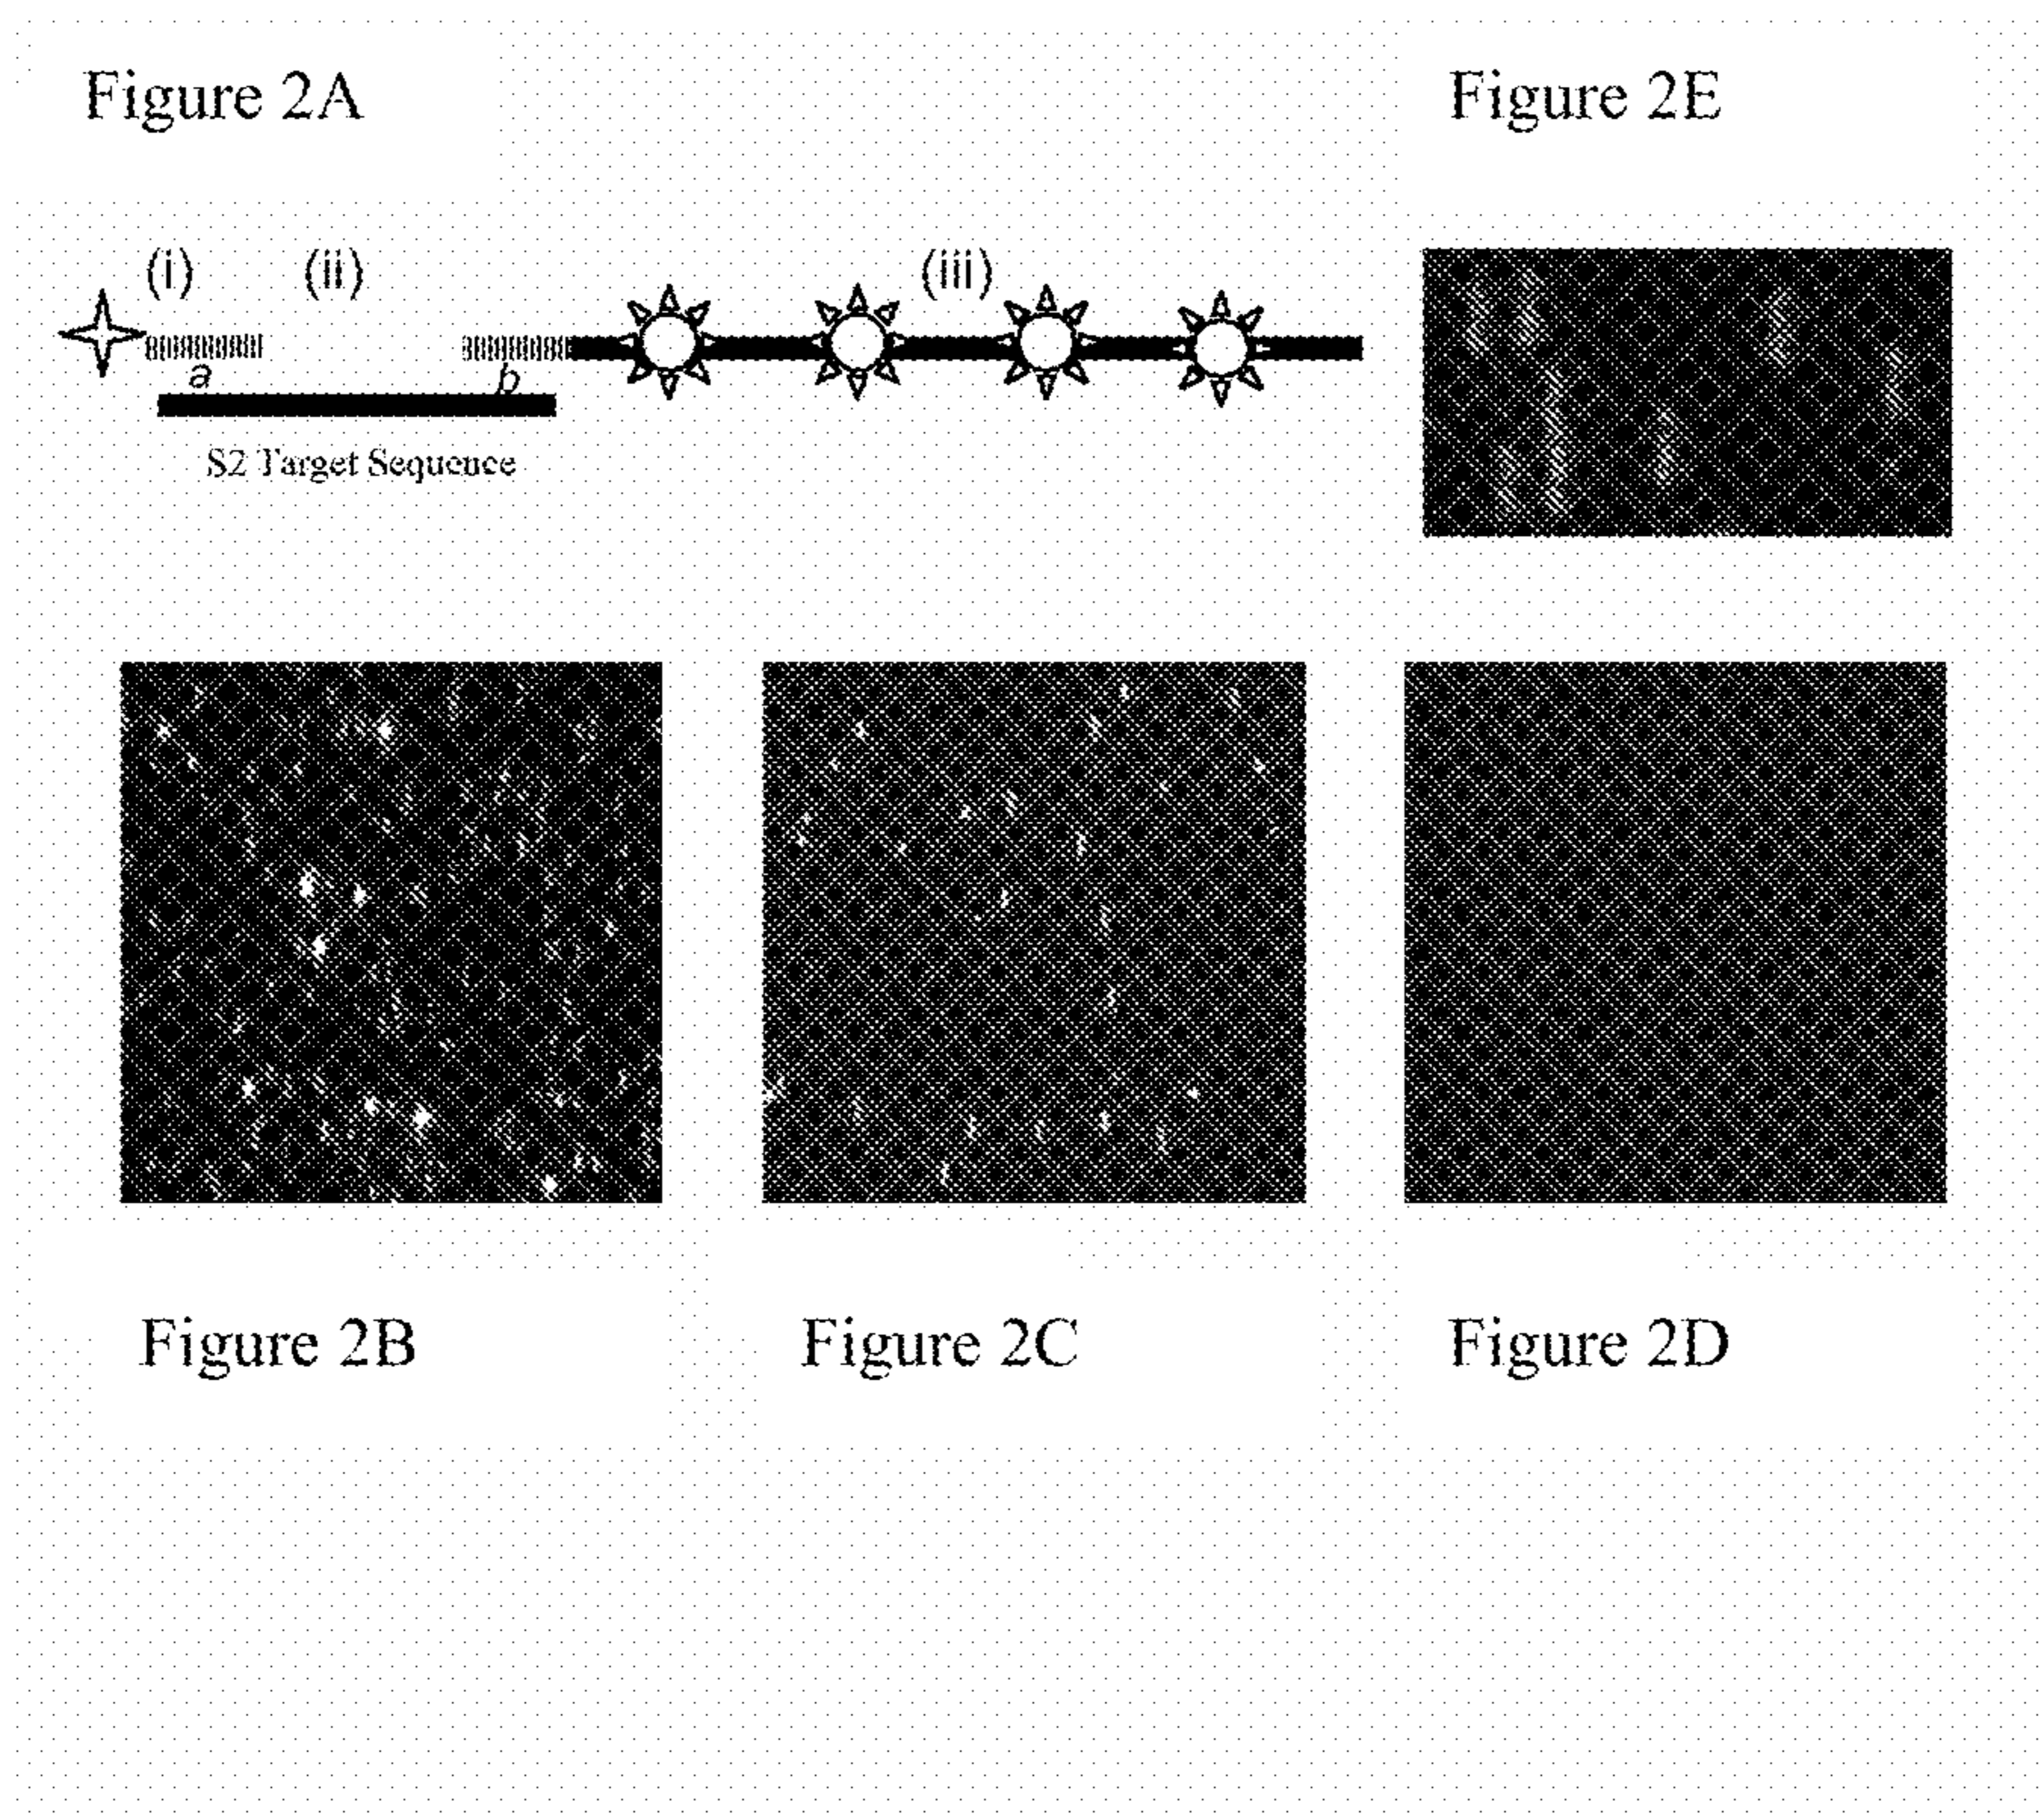 Figure 2A
Figure 2E
(i)
(ii)
(iii)
a
b
S2 Target Sequence
Figure 2B
Figure 2C
Figure 2D